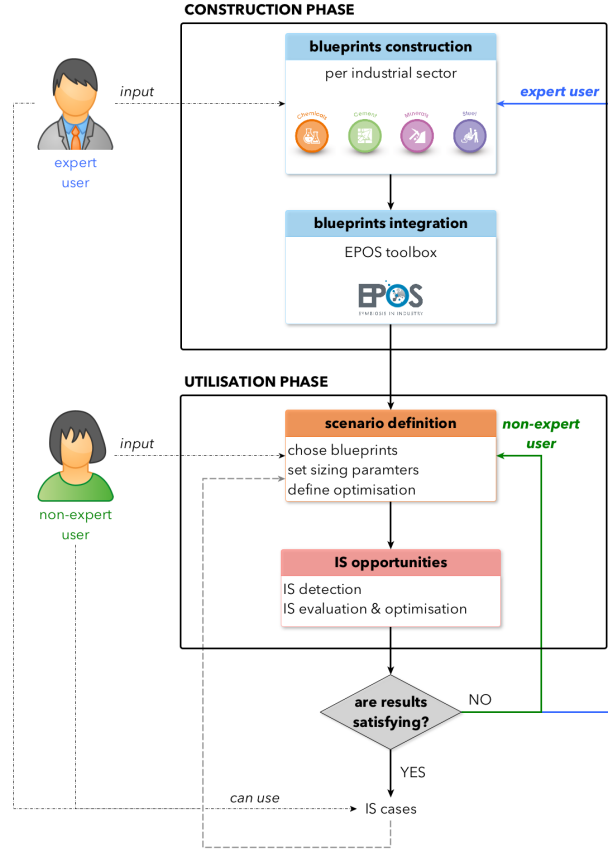 CONSTRUCTION PHASE
blueprints construction
per industrial sector
input
expert user
Chemicals
Cement
Minerals
Steel
expert
user
blueprints integration
EPOS toolbox
EPOS
SYMBIOSIS IN INDUSTRY
UTILISATION PHASE
scenario definition
non-expert
user
input
chose blueprints
set sizing paramters
define optimisation
non-expert
user
IS opportunities
IS detection
IS evaluation & optimisation
are results
satisfying?
NO
YES
can use
IS cases